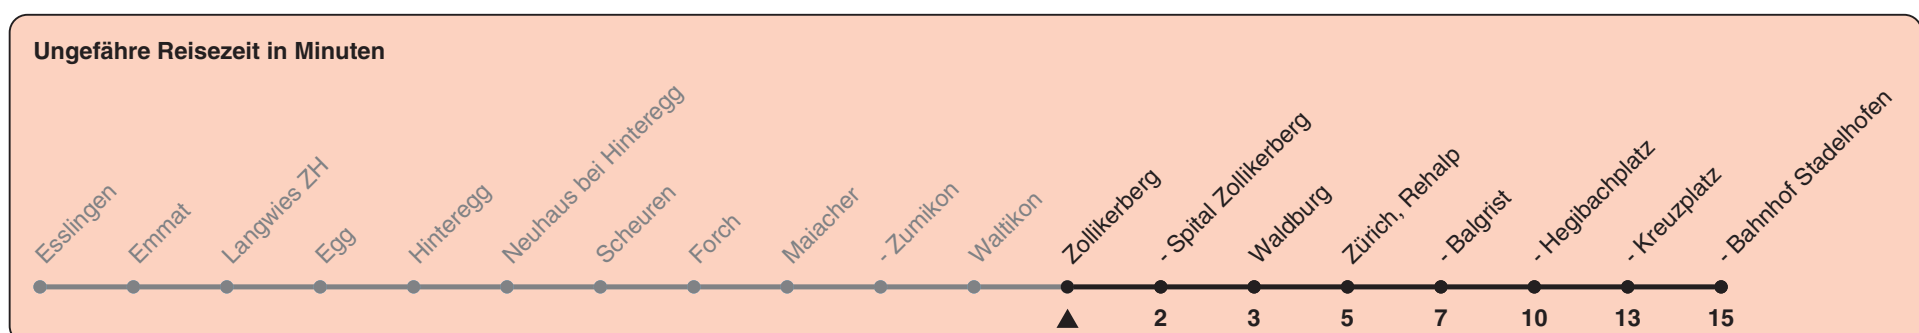 Ungefähre Reisezeit in Minuten
Esslingen
Emmat
Langwies ZH
Egg
Hinteregg
Neuhaus bei Hinteregg
Scheuren
Forch
Maiacher
- Zumikon
Waltikon
Zollikerberg
- Spital Zollikerberg
Waldburg
Zürich, Rehalp
- Balgrist
- Hegibachplatz
- Kreuzplatz
- Bahnhof Stadelhofen
2 3 5 7 10 13 15